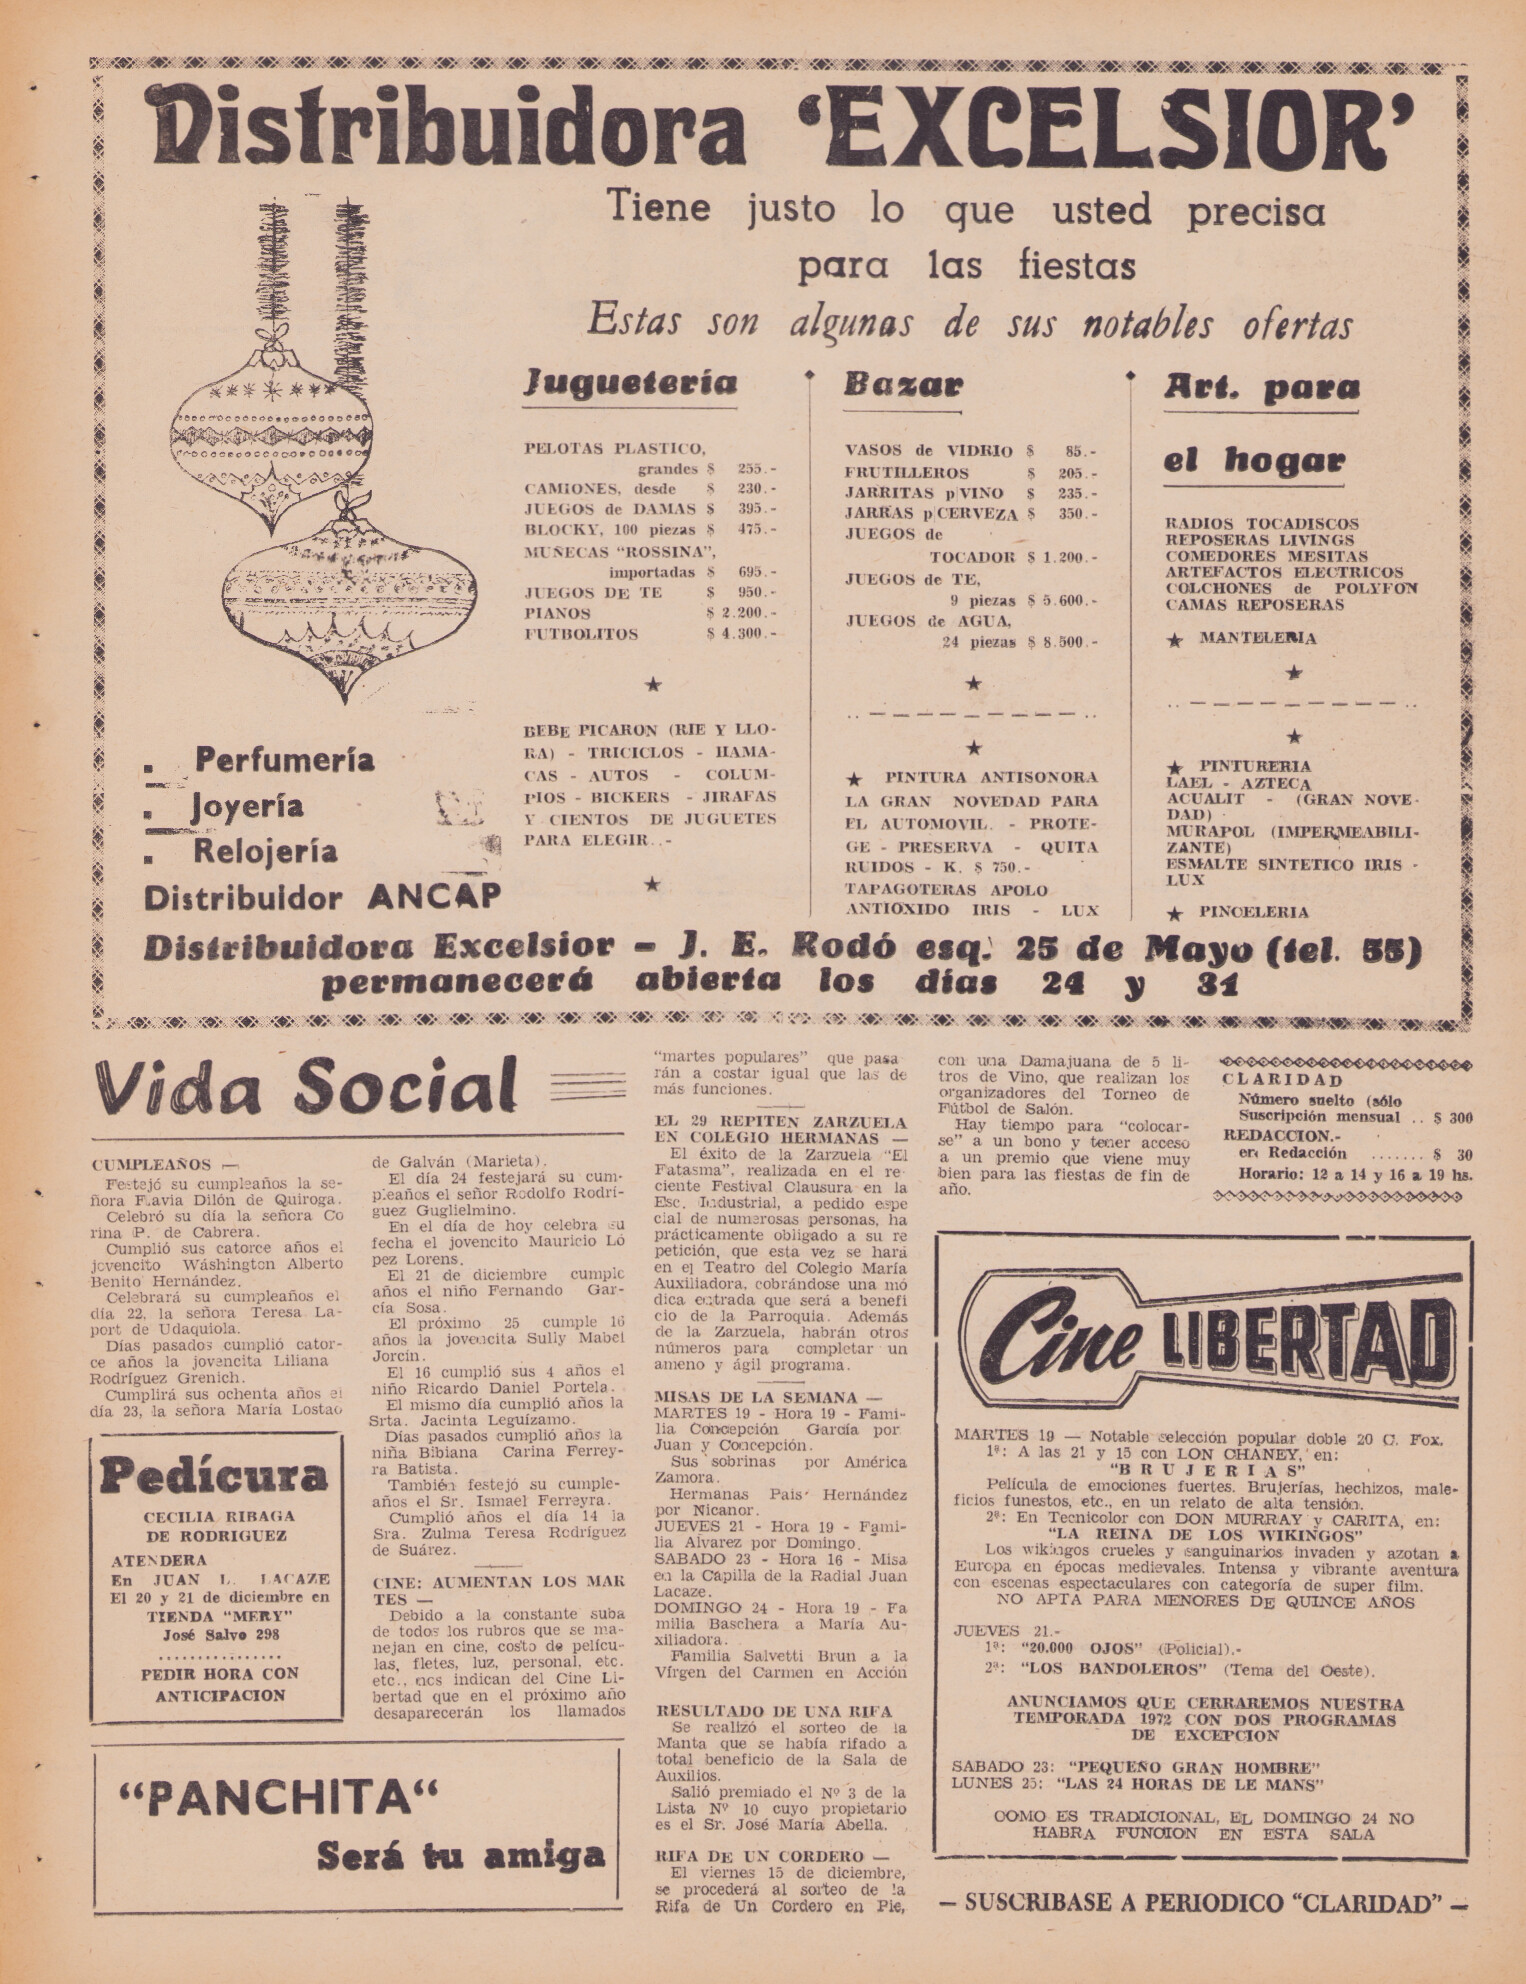 Distribuidora ‘EXCELSIOR’
Tiene justo lo que usted precisa
para las fiestas
Estas son algunas de sus notables ofertas
. Perfumería
. Joyería
. Relojería
Distribuidor ANCAP
Juguetería
PELOTAS PLASTICO,
grandes $ 255.-
CAMIONES, desde $ 230.-
JUEGOS de DAMAS $ 395.-
BLOCKY, 100 piezas $ 475.-
MUÑECAS "ROSSINA",
importadas $ 695.-
JUEGOS DE TE $ 950.-
PIANOS $ 2.200.-
FUTBOLITOS $ 4.300.-
★
BEBE PICARON (RIE Y LLO-
RA) - TRICICLOS - HAMA-
CAS - AUTOS - COLUM-
PIOS - BICKERS - JIRAFAS
Y CIENTOS DE JUGUETES
PARA ELEGIR..-
★
Bazar
VASOS de VIDRIO $ 85.-
FRUTILLEROS $ 205.-
JARRITAS p|VINO $ 235.-
JARRAS p|CERVEZA $ 350.-
JUEGOS de
TOCADOR $ 1.200.-
JUEGOS de TE,
9 piezas $ 5.600.-
JUEGOS de AGUA,
24 piezas $ 8.500.-
★
★
★ PINTURA ANTISONORA
LA GRAN NOVEDAD PARA
EL AUTOMOVIL. - PROTE-
GE - PRESERVA - QUITA
RUIDOS - K. $ 750.-
TAPAGOTERAS APOLO
ANTIOXIDO IRIS - LUX
Art. para
el hogar
RADIOS TOCADISCOS
REPOSERAS LIVINGS
COMEDORES MESITAS
ARTEFACTOS ELECTRICOS
COLCHONES de POLYFON
CAMAS REPOSERAS
★ MANTELERIA
★
★
★ PINTURERIA
LAEL - AZTECA
ACUALIT - (GRAN NOVE-
DAD)
MURAPOL (IMPERMEABILI-
ZANTE)
ESMALTE SINTETICO IRIS -
LUX
★ PINCELERIA
Distribuidora Excelsior - J. E. Rodó esq. 25 de Mayo (tel. 55)
permanecerá abierta los días 24 y 31
Vida Social
CUMPLEAÑOS —
Festejó su cumpleaños la se-
ñora Flavia Dilón de Quiroga.
Celebró su día la señora Co
rina P. de Cabrera.
Cumplió sus catorce años el
jovencito Wáshington Alberto
Benito Hernández.
Celebrará su cumpleaños el
día 22, la señora Teresa La-
port de Udaquiola.
Días pasados cumplió cator-
ce años la jovencita Liliana
Rodríguez Grenich.
Cumplirá sus ochenta años el
día 23, la señora María Lostao
de Galván (Marieta).
El día 24 festejará su cum-
pleaños el señor Rodolfo Rodrí-
guez Guglielmino.
En el día de hoy celebra su
fecha el jovencito Mauricio Ló
pez Lorens.
El 21 de diciembre cumple
años el niño Fernando Gar-
cía Sosa.
El próximo 25 cumple 16
años la jovencita Sully Mabel
Jorcín.
El 16 cumplió sus 4 años el
niño Ricardo Daniel Portela.
El mismo día cumplió años la
Srta. Jacinta Leguízamo.
Días pasados cumplió años la
niña Bibiana Carina Ferrey-
ra Batista.
También festejó su cumple-
años el Sr. Ismael Ferreyra.
Cumplió años el día 14 la
Sra. Zulma Teresa Rodríguez
de Suárez.
CINE: AUMENTAN LOS MAR
TES —
Debido a la constante suba
de todos los rubros que se ma-
nejan en cine, costo de pelícu-
las, fletes, luz, personal, etc.
etc., nos indican del Cine Li-
bertad que en el próximo año
desaparecerán los llamados
"martes populares" que pasa
rán a costar igual que las de
más funciones.
EL 29 REPITEN ZARZUELA
EN COLEGIO HERMANAS —
El éxito de la Zarzuela "El
Fatasma", realizada en el re
ciente Festival Clausura en la
Esc. Industrial, a pedido espe
cial de numerosas personas, ha
prácticamente obligado a su re
petición, que esta vez se hará
en el Teatro del Colegio María
Auxiliadora, cobrándose una mó
dica entrada que será a benefi
cio de la Parroquia. Además
de la Zarzuela, habrán otros
números para completar un
ameno y ágil programa.
MISAS DE LA SEMANA —
MARTES 19 - Hora 19 - Fami-
lia Concepción García por
Juan y Concepción.
Sus sobrinas por América
Zamora.
Hermanas Pais Hernández
por Nicanor.
JUEVES 21 - Hora 19 - Fami-
lia Alvarez por Domingo.
SABADO 23 - Hora 16 - Misa
en la Capilla de la Radial Juan
Lacaze.
DOMINGO 24 - Hora 19 - Fa
milia Baschera a María Au-
xiliadora.
Familia Salvetti Brun a la
Vírgen del Carmen en Acción
RESULTADO DE UNA RIFA
Se realizó el sorteo de la
Manta que se había rifado a
total beneficio de la Sala de
Auxilios.
Salió premiado el Nº 3 de la
Lista Nº 10 cuyo propietario
es el Sr. José María Abella.
RIFA DE UN CORDERO —
El viernes 15 de diciembre,
se procederá al sorteo de la
Rifa de Un Cordero en Pie,
con una Damajuana de 5 li-
tros de Vino, que realizan los
organizadores del Torneo de
Fútbol de Salón.
Hay tiempo para "colocar-
se" a un bono y tener acceso
a un premio que viene muy
bien para las fiestas de fin de
año.
Pedícura
CECILIA RIBAGA
DE RODRIGUEZ
ATENDERA
En JUAN L. LACAZE
El 20 y 21 de diciembre en
TIENDA "MERY"
José Salvo 298
PEDIR HORA CON
ANTICIPACION
"PANCHITA"
Será tu amiga
CLARIDAD
Número suelto (sólo
Suscripción mensual .. $ 300
REDACCION.-
en Redacción ....... $ 30
Horario: 12 a 14 y 16 a 19 hs.
Cine LIBERTAD
MARTES 19 — Notable selección popular doble 20 C. Fox.
1ª: A las 21 y 15 con LON CHANEY, en:
"BRUJERIAS"
Película de emociones fuertes. Brujerías, hechizos, male-
ficios funestos, etc., en un relato de alta tensión.
2ª: En Tecnicolor con DON MURRAY y CARITA, en:
"LA REINA DE LOS WIKINGOS"
Los wikingos crueles y sanguinarios invaden y azotan a
Europa en épocas medievales. Intensa y vibrante aventura
con escenas espectaculares con categoría de super film.
NO APTA PARA MENORES DE QUINCE AÑOS
JUEVES 21.-
1ª: "20.000 OJOS" (Policial).-
2ª: "LOS BANDOLEROS" (Tema del Oeste).
ANUNCIAMOS QUE CERRAREMOS NUESTRA
TEMPORADA 1972 CON DOS PROGRAMAS
DE EXCEPCION
SABADO 23: "PEQUEÑO GRAN HOMBRE"
LUNES 25: "LAS 24 HORAS DE LE MANS"
COMO ES TRADICIONAL, EL DOMINGO 24 NO
HABRA FUNCION EN ESTA SALA
— SUSCRIBASE A PERIODICO "CLARIDAD" —